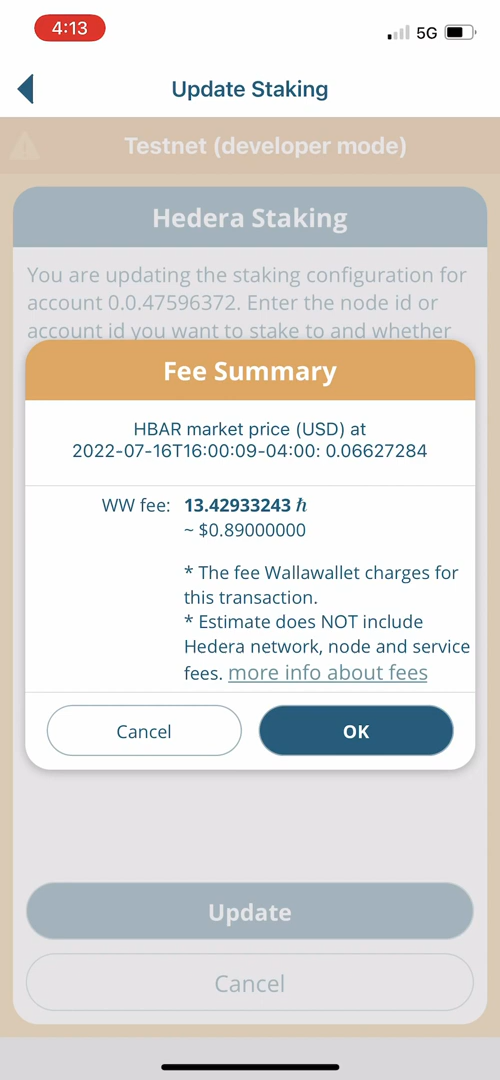 4:13
5G
Update Staking
Testnet (developer mode)
Hedera Staking
You are updating the staking configuration for
account 0.0.47596372. Enter the node id or
account id you want to stake to and whether
Fee Summary
HBAR market price (USD) at
2022-07-16T16:00:09-04:00: 0.06627284
WW fee: 13.42933243 ℏ
~ $0.89000000
* The fee Wallawallet charges for
this transaction.
* Estimate does NOT include
Hedera network, node and service
fees. more info about fees
Cancel
OK
Update
Cancel